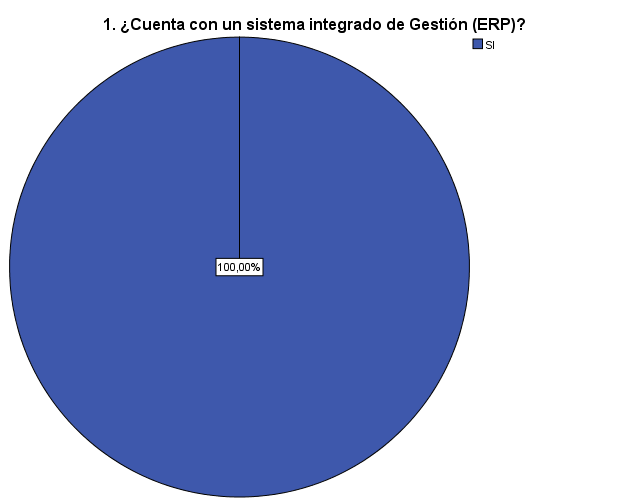 1. ¿Cuenta con un sistema integrado de Gestión (ERP)?
SI
100,00%